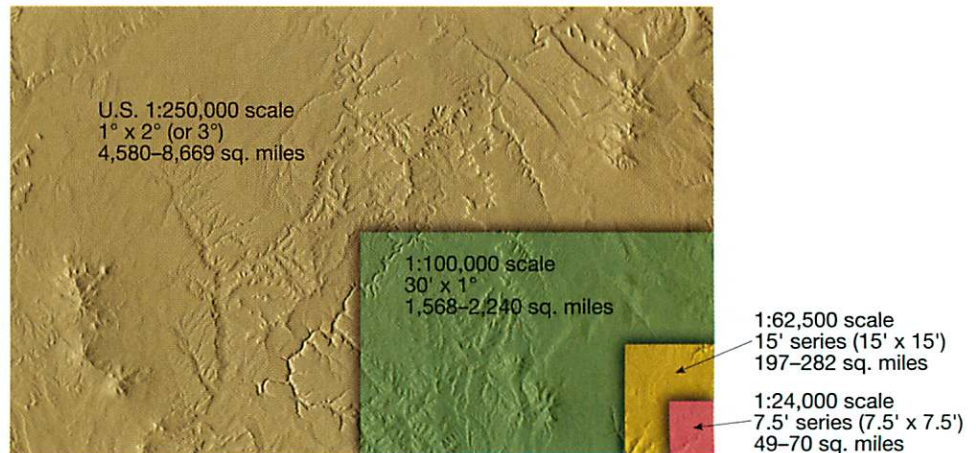 U.S. 1:250,000 scale
1° x 2° (or 3°)
4,580–8,669 sq. miles
1:100,000 scale
30' x 1°
1,568–2,240 sq. miles
1:62,500 scale
15' series (15' x 15')
197–282 sq. miles
1:24,000 scale
7.5' series (7.5' x 7.5')
49–70 sq. miles